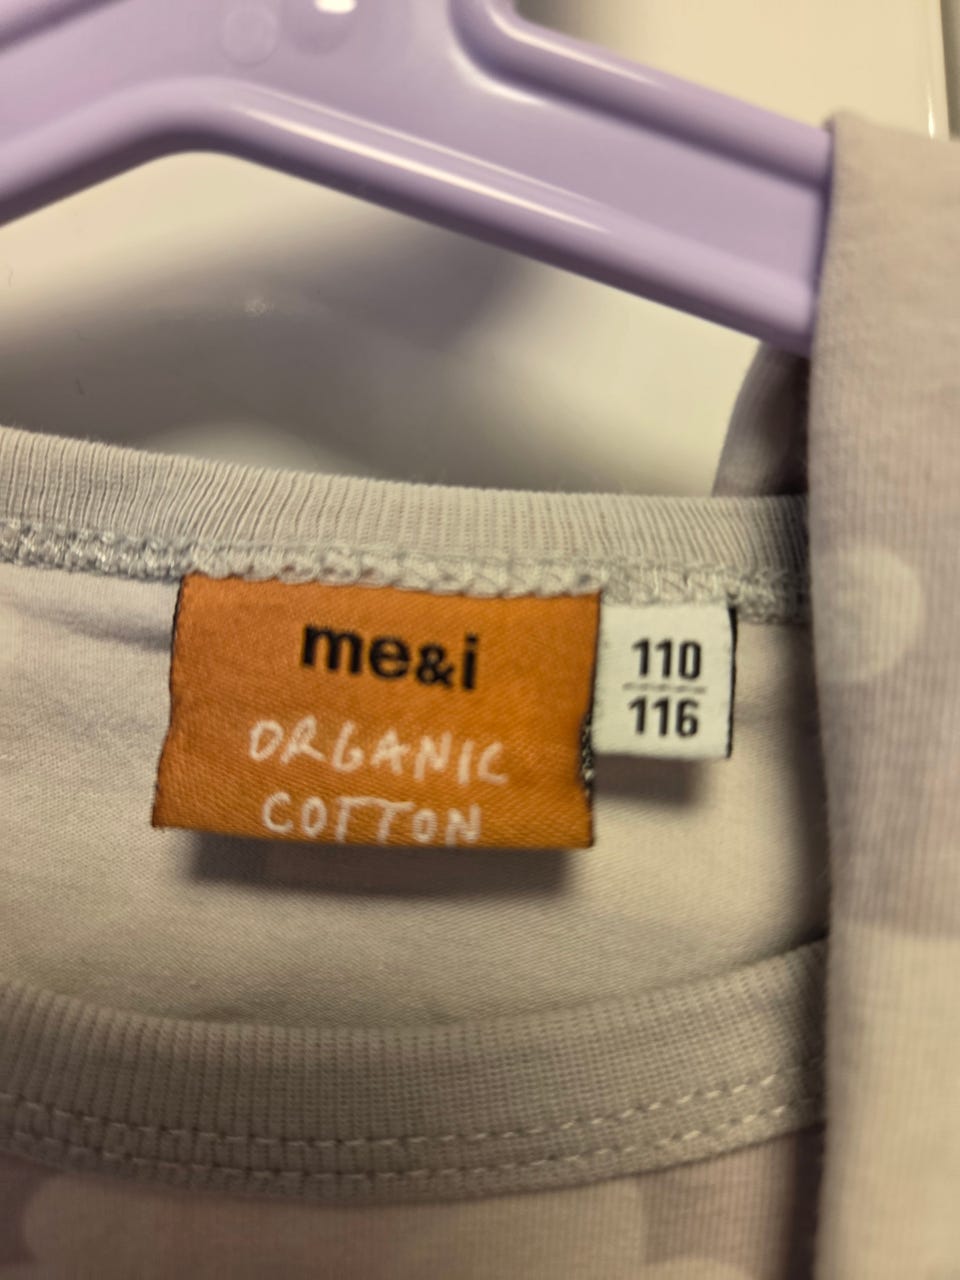 me&i
ORGANIC
COTTON
110
116